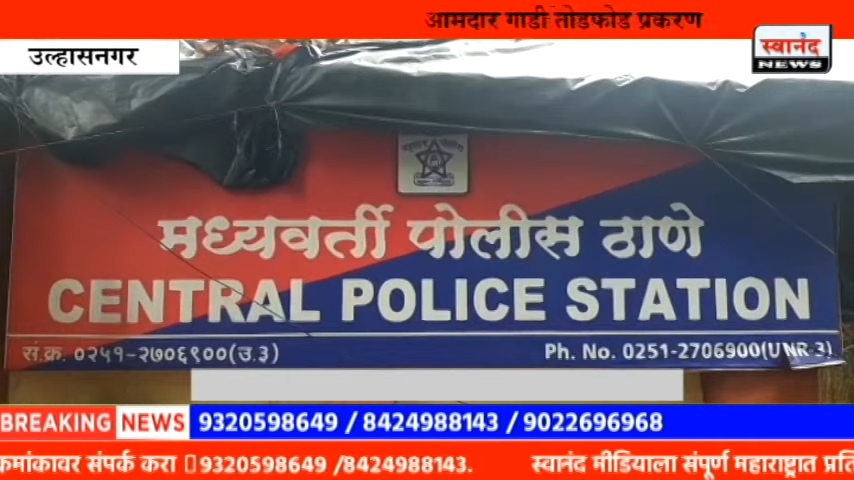 आमदार गाडी तोडफोड प्रकरण
उल्हासनगर
स्वानंद
NEWS
मध्यवर्ती पोलीस ठाणे
CENTRAL POLICE STATION
सं.क्र. ०२५१-२७०६९००(उ.३)
Ph. No. 0251-2706900(UNR-3)
BREAKING NEWS 9320598649 / 8424988143 / 9022696968
क्रमांकावर संपर्क करा 9320598649 /8424988143. स्वानंद मीडियाला संपूर्ण महाराष्ट्रात प्रति